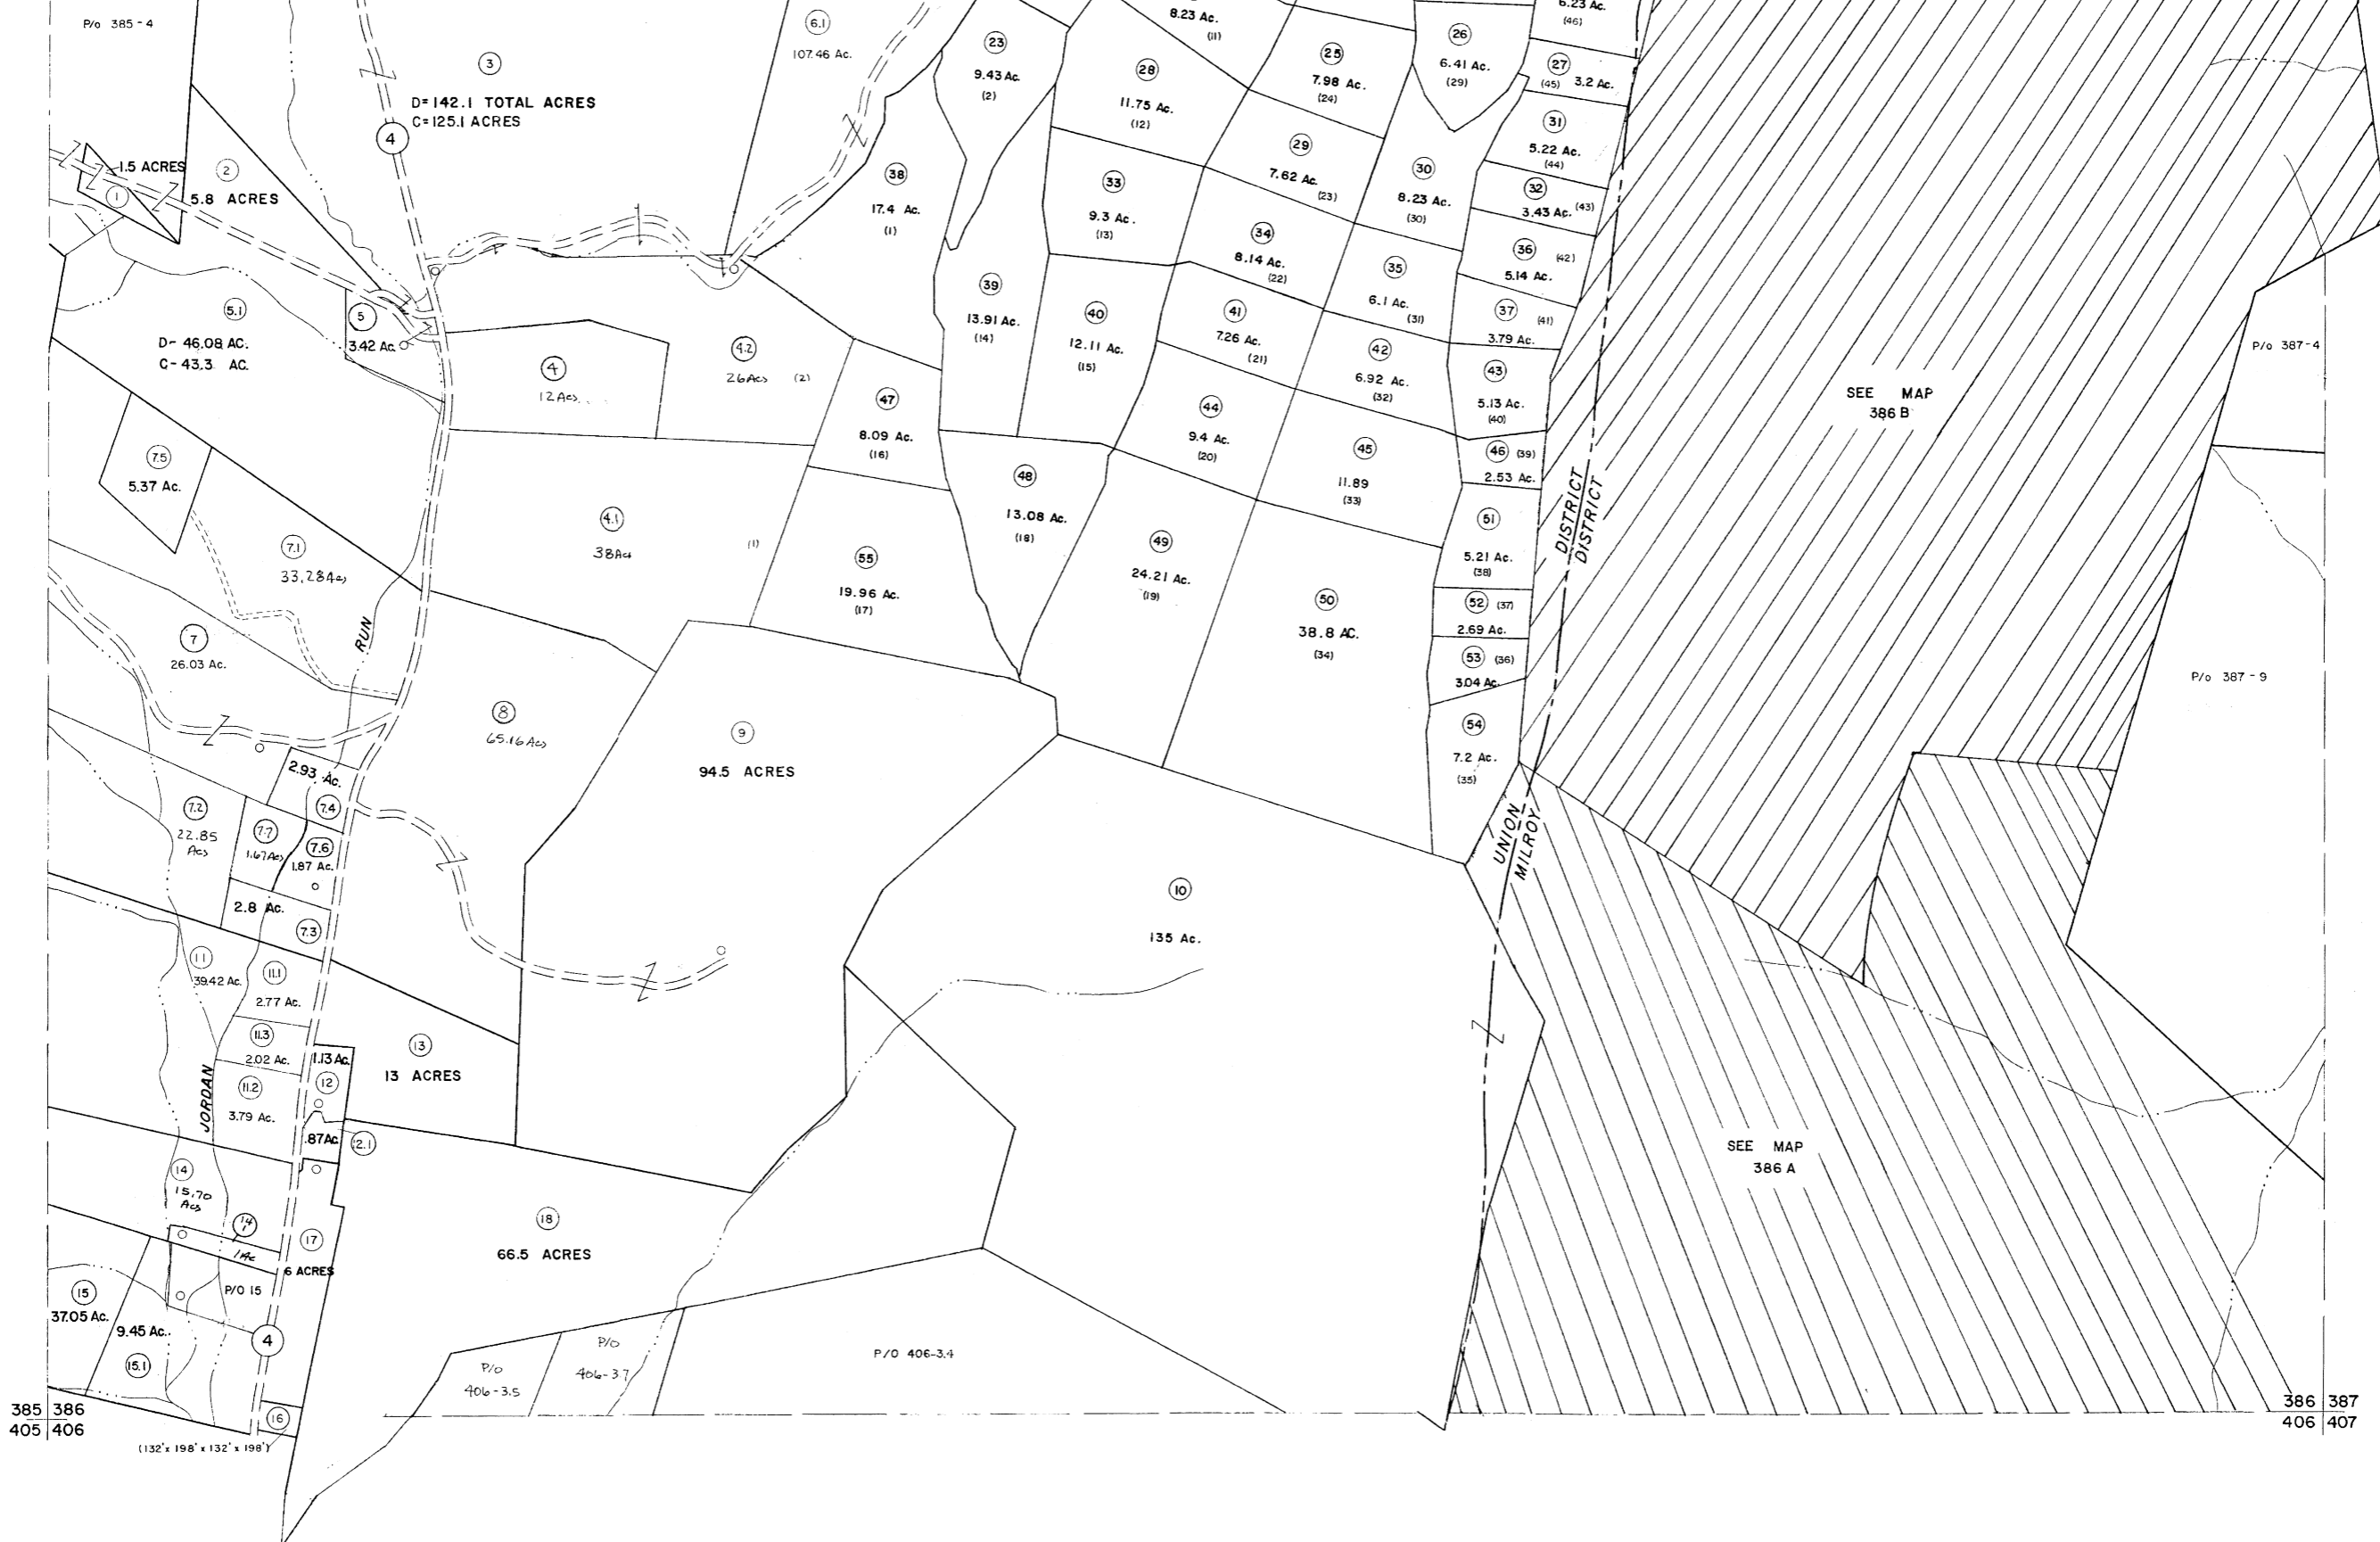 P/o 385-4
1.5 ACRES
1
2
5.8 ACRES
3
D=142.1 TOTAL ACRES
C=125.1 ACRES
4
6.1
107.46 Ac.
23
9.43 Ac.
(2)
8.23 Ac.
(11)
28
11.75 Ac.
(12)
25
7.98 Ac.
(24)
26
6.41 Ac.
(29)
6.23 Ac.
(46)
27
(45) 3.2 Ac.
31
5.22 Ac.
(44)
32
3.43 Ac. (43)
38
17.4 Ac.
(1)
33
9.3 Ac.
(13)
29
7.62 Ac.
(23)
30
8.23 Ac.
(30)
34
8.14 Ac.
(22)
35
6.1 Ac.
(31)
36 (42)
5.14 Ac.
37 (41)
3.79 Ac.
5.1
D- 46.08 AC.
C- 43.3 AC.
5
3.42 Ac.
4
12 Acs.
4.2
26 Acs (2)
39
13.91 Ac.
(14)
40
12.11 Ac.
(15)
41
7.26 Ac.
(21)
42
6.92 Ac.
(32)
43
5.13 Ac.
(40)
SEE MAP
386 B
P/o 387-4
47
8.09 Ac.
(16)
44
9.4 Ac.
(20)
45
11.89
(33)
46 (39)
2.53 Ac.
7.5
5.37 Ac.
7.1
33.28 Acs
4.1
38 Acs (1)
48
13.08 Ac.
(18)
49
24.21 Ac.
(19)
51
5.21 Ac.
(38)
DISTRICT
DISTRICT
55
19.96 Ac.
(17)
50
38.8 AC.
(34)
52 (37)
2.69 Ac.
53 (36)
3.04 Ac.
7
26.03 Ac.
RUN
P/o 387-9
8
65.16 Acs
9
94.5 ACRES
54
7.2 Ac.
(35)
UNION
MILROY
2.93 Ac.
7.4
7.2
22.85
Acs
7.7
1.67 Acs
7.6
1.87 Ac.
2.8 Ac.
7.3
10
135 Ac.
11
39.42 Ac.
11.1
2.77 Ac.
11.3
2.02 Ac.
1.13 Ac.
12
13
13 ACRES
11.2
3.79 Ac.
JORDAN
.87 Ac.
12.1
SEE MAP
386 A
14
15.70
Acs
14
1
1 Ac
17
6 ACRES
18
66.5 ACRES
15
37.05 Ac.
P/O 15
9.45 Ac.
15.1
4
P/o
406-3.5
P/o
406-3.7
P/O 406-3.4
385 386
405 406
16
(132' x 198' x 132' x 198')
386 387
406 407